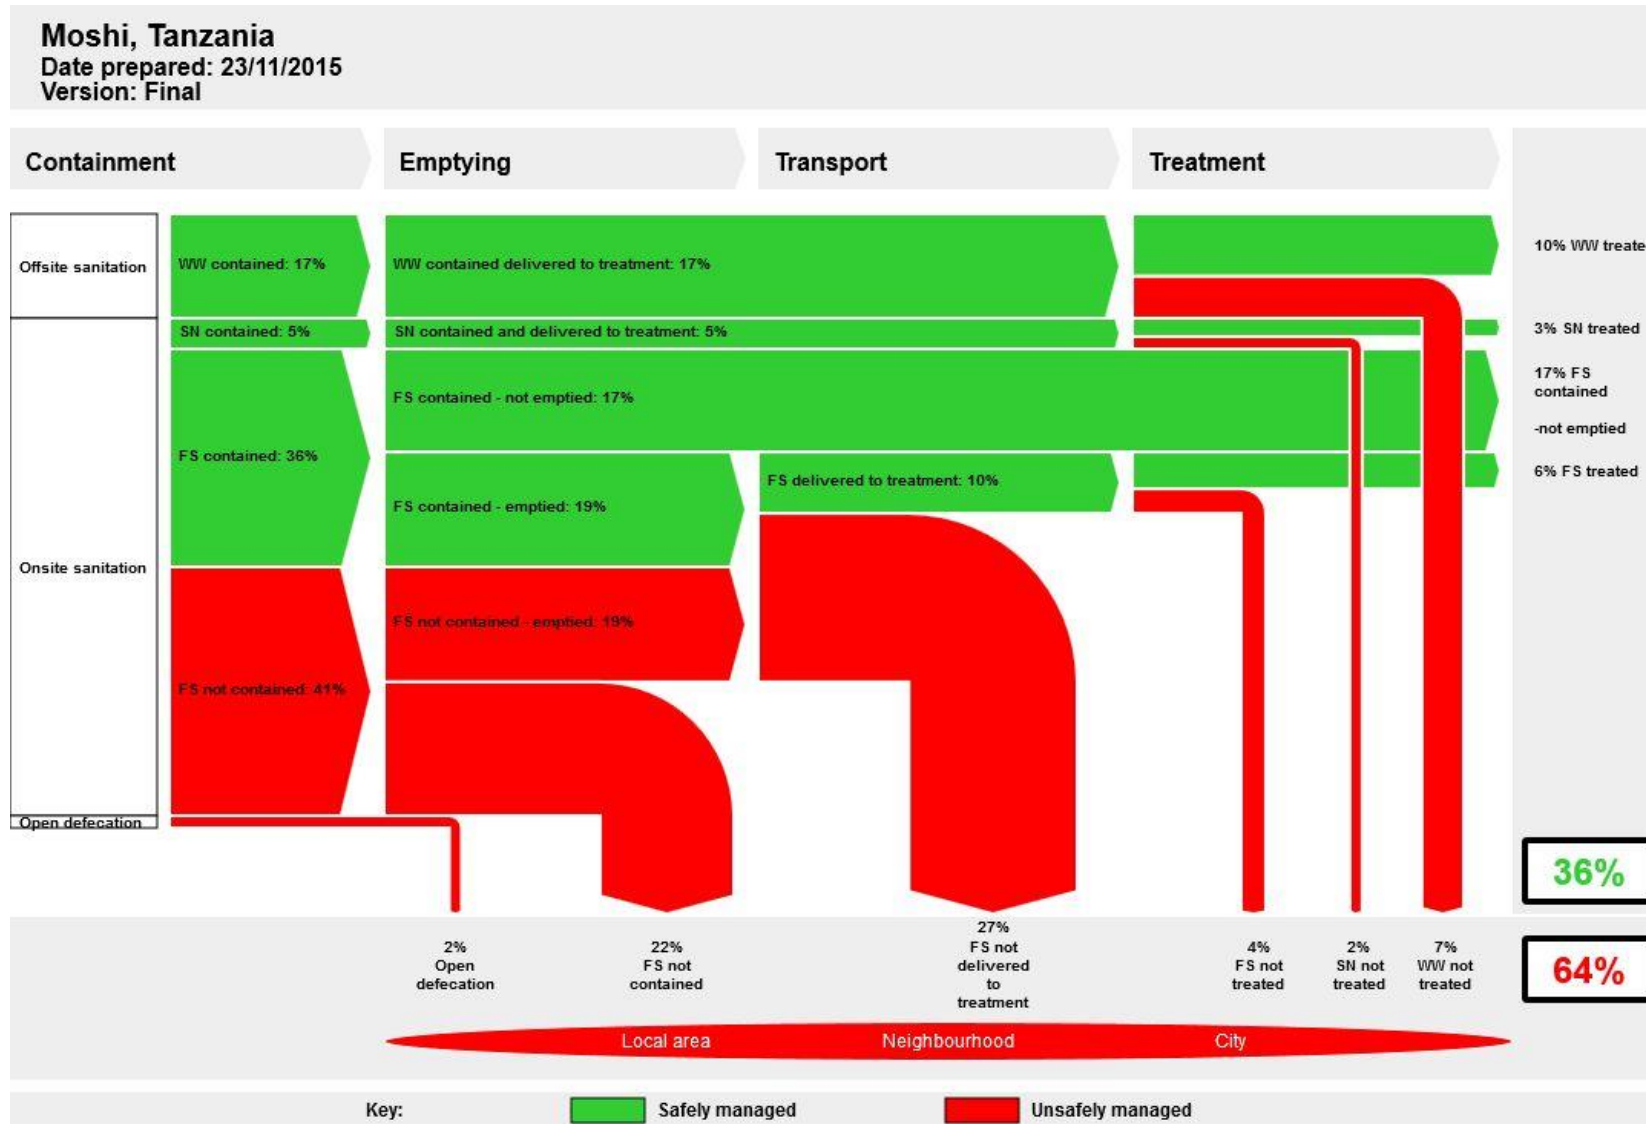 Moshi, Tanzania
Date prepared: 23/11/2015
Version: Final
Containment
Emptying
Transport
Treatment
Offsite sanitation
WW contained: 17%
WW contained delivered to treatment: 17%
10% WW treate
SN contained: 5%
SN contained and delivered to treatment: 5%
3% SN treated
17% FS
contained
-not emptied
FS contained - not emptied: 17%
FS contained: 36%
6% FS treated
FS delivered to treatment: 10%
FS contained - emptied: 19%
Onsite sanitation
FS not contained - emptied: 19%
FS not contained: 41%
Open defecation
36%
2%
Open
defecation
22%
FS not
contained
27%
FS not
delivered
to
treatment
4%
FS not
treated
2%
SN not
treated
7%
WW not
treated
64%
Local area
Neighbourhood
City
Key:
Safely managed
Unsafely managed